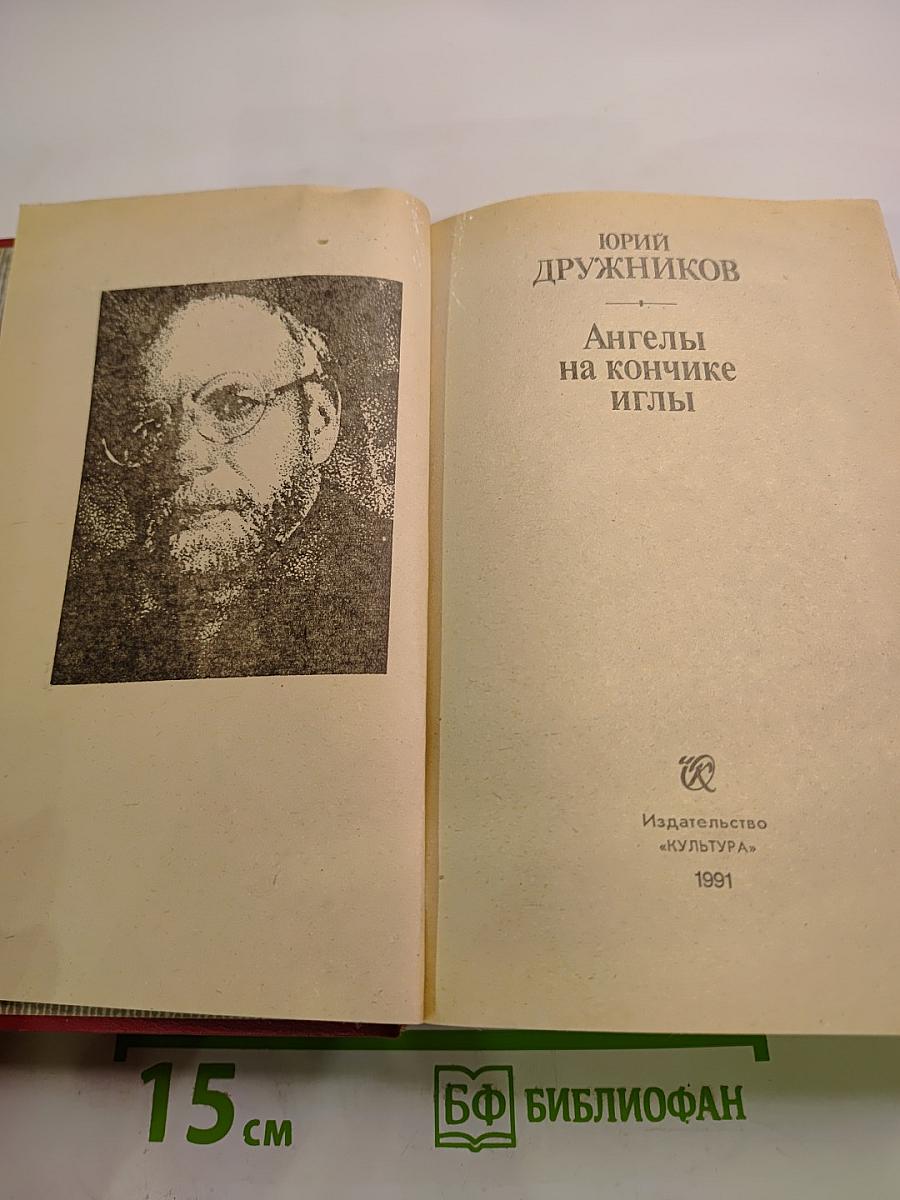 ЮРИЙ
ДРУЖНИКОВ
Ангелы
на кончике
иглы
Издательство
«КУЛЬТУРА»
1991
15 см
БФ БИБЛИОФАН